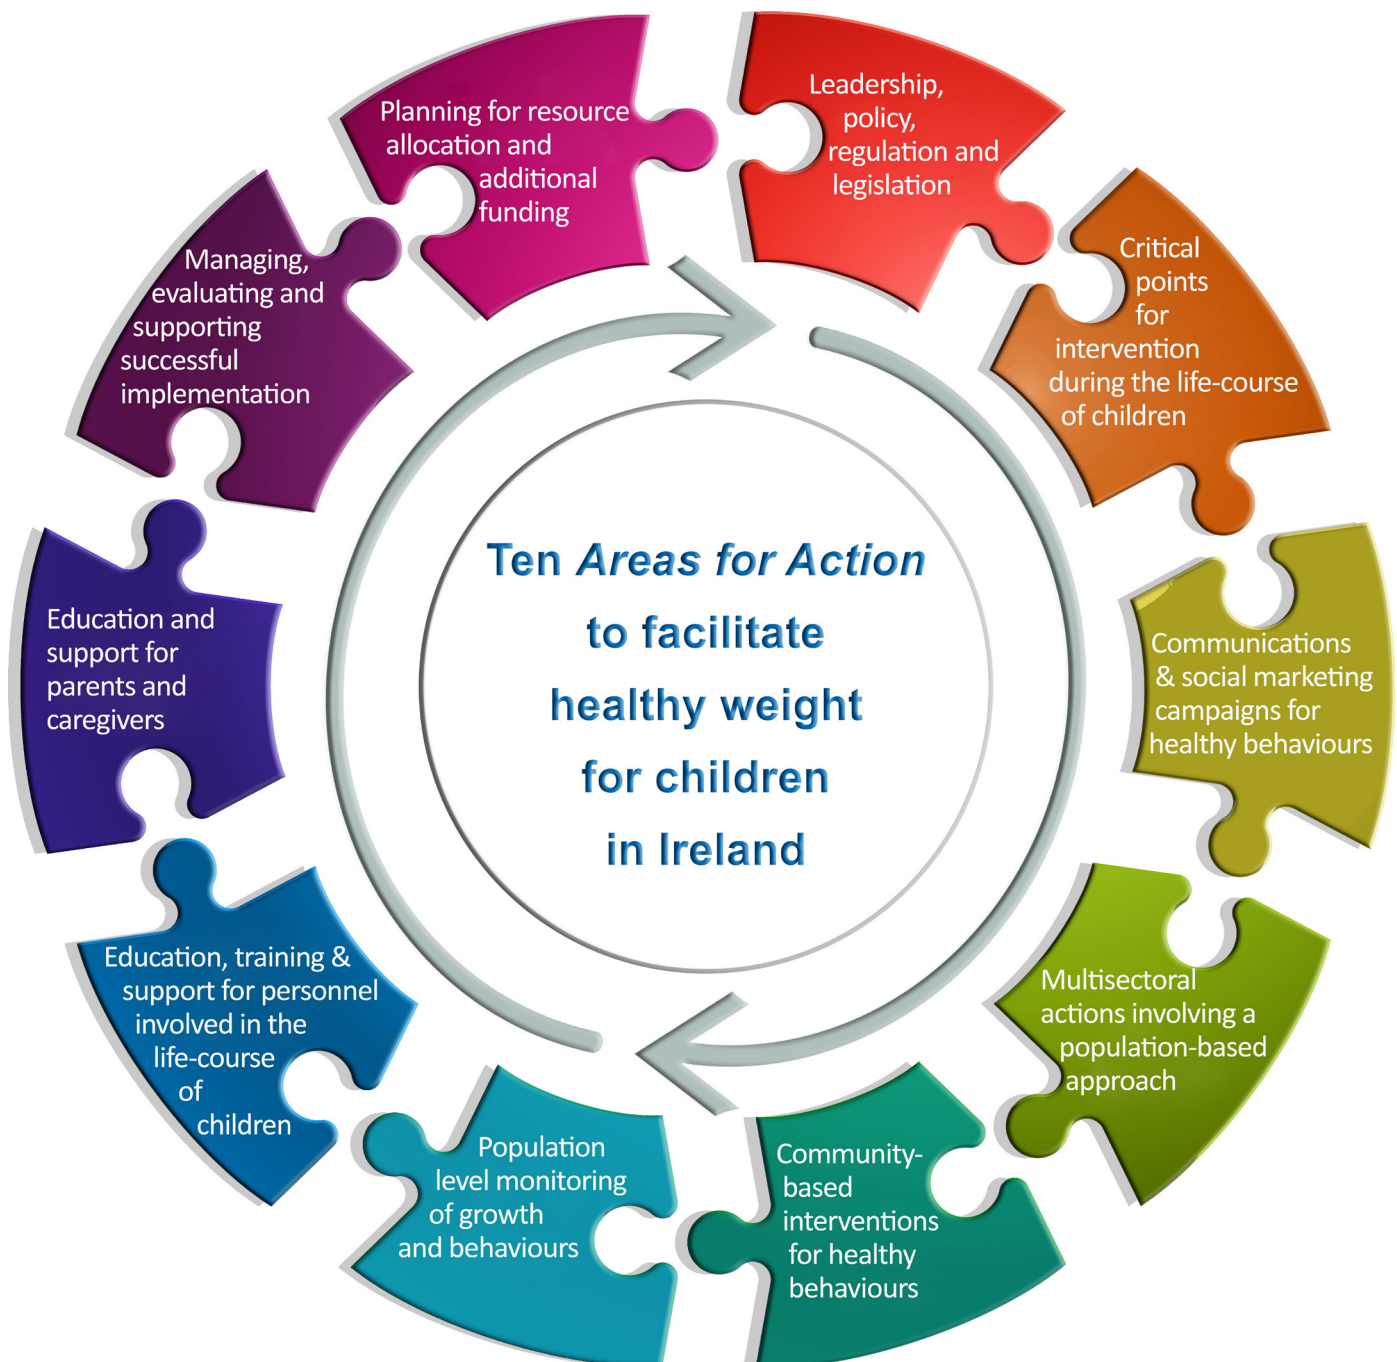 Leadership,
policy,
regulation and
legislation
Critical
points
for
intervention
during the life-course
of children
Communications
& social marketing
campaigns for
healthy behaviours
Multisectoral
actions involving a
population-based
approach
Community-
based
interventions
for healthy
behaviours
Population
level monitoring
of growth
and behaviours
Education, training &
support for personnel
involved in the
life-course
of
children
Education and
support for
parents and
caregivers
Managing,
evaluating and
supporting
successful
implementation
Planning for resource
allocation and
additional
funding
Ten Areas for Action
to facilitate
healthy weight
for children
in Ireland